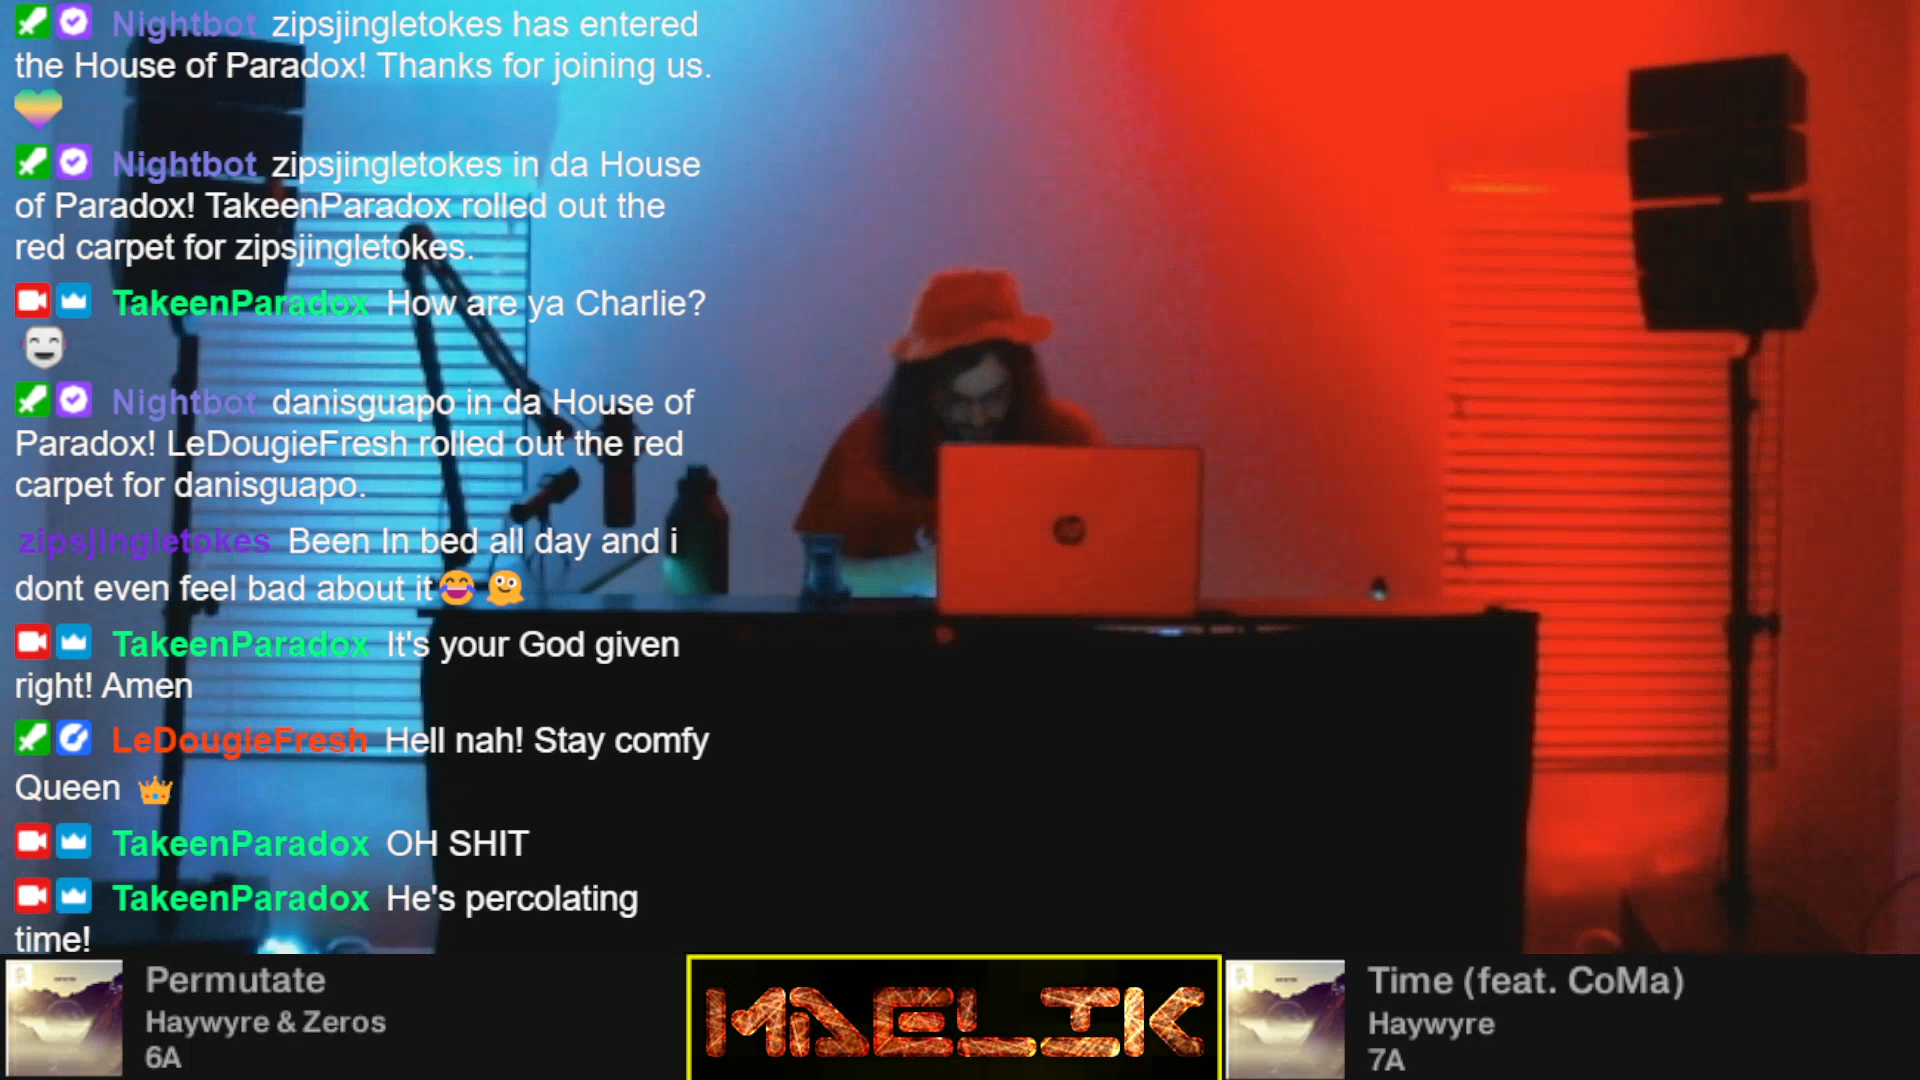 Nightbot zipsjingletokes has entered
the House of Paradox! Thanks for joining us.
Nightbot zipsjingletokes in da House
of Paradox! TakeenParadox rolled out the
red carpet for zipsjingletokes.
TakeenParadox How are ya Charlie?
Nightbot danisguapo in da House of
Paradox! LeDougieFresh rolled out the red
carpet for danisguapo.
zipsjingletokes Been In bed all day and i
dont even feel bad about it
TakeenParadox It's your God given
right! Amen
LeDougieFresh Hell nah! Stay comfy
Queen
TakeenParadox OH SHIT
TakeenParadox He's percolating
time!
Permutate
Haywyre & Zeros
6A
MAELIK
Time (feat. CoMa)
Haywyre
7A
hp